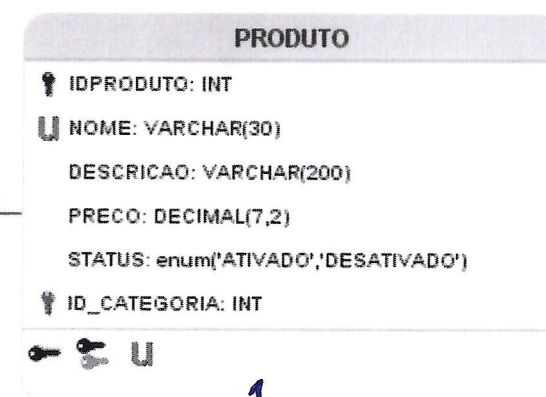 PRODUTO
IDPRODUTO: INT
U NOME: VARCHAR(30)
DESCRICAO: VARCHAR(200)
PRECO: DECIMAL(7,2)
STATUS: enum('ATIVADO','DESATIVADO')
ID_CATEGORIA: INT
U